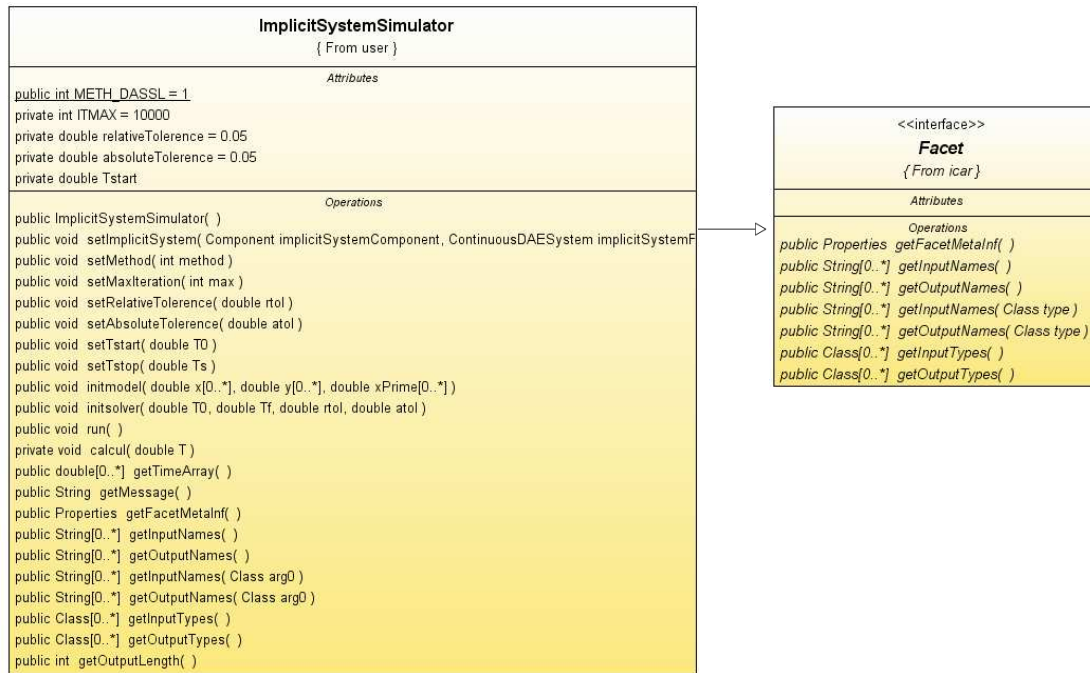 ImplicitSystemSimulator
{ From user }
Attributes
public int METH_DASSL = 1
private int ITMAX = 10000
private double relativeTolerence = 0.05
private double absoluteTolerence = 0.05
private double Tstart
Operations
public ImplicitSystemSimulator( )
public void setImplicitSystem( Component implicitSystemComponent, ContinuousDAESystem implicitSystemF
public void setMethod( int method )
public void setMaxIteration( int max )
public void setRelativeTolerence( double rtol )
public void setAbsoluteTolerence( double atol )
public void setTstart( double T0 )
public void setTstop( double Ts )
public void initmodel( double x[0..*], double y[0..*], double xPrime[0..*] )
public void initsolver( double T0, double Tf, double rtol, double atol )
public void run( )
private void calcul( double T )
public double[0..*] getTimeArray( )
public String getMessage( )
public Properties getFacetMetaInf( )
public String[0..*] getInputNames( )
public String[0..*] getOutputNames( )
public String[0..*] getInputNames( Class arg0 )
public String[0..*] getOutputNames( Class arg0 )
public Class[0..*] getInputTypes( )
public Class[0..*] getOutputTypes( )
public int getOutputLength( )
<<interface>>
Facet
{ From icar }
Attributes
Operations
public Properties getFacetMetaInf( )
public String[0..*] getInputNames( )
public String[0..*] getOutputNames( )
public String[0..*] getInputNames( Class type )
public String[0..*] getOutputNames( Class type )
public Class[0..*] getInputTypes( )
public Class[0..*] getOutputTypes( )